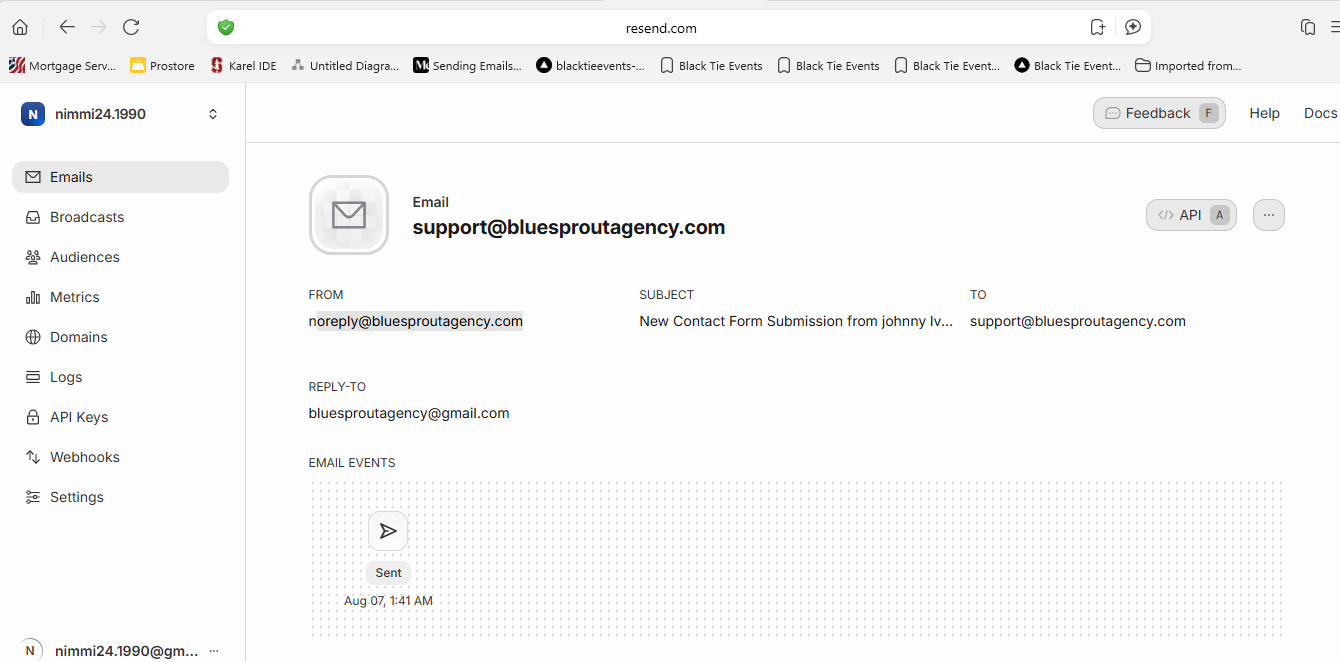 resend.com
Mortgage Serv... Prostore Karel IDE Untitled Diagra... Sending Emails... blacktieevents-... Black Tie Events Black Tie Events Black Tie Event... Black Tie Event... Imported from...
N nimmi24.1990
Feedback F Help Docs
Emails
Broadcasts
Audiences
Metrics
Domains
Logs
API Keys
Webhooks
Settings
N nimmi24.1990@gm... ...
Email
support@bluesproutagency.com
</> API A ...
FROM SUBJECT TO
noreply@bluesproutagency.com New Contact Form Submission from johnny Iv... support@bluesproutagency.com
REPLY-TO
bluesproutagency@gmail.com
EMAIL EVENTS
Sent
Aug 07, 1:41 AM